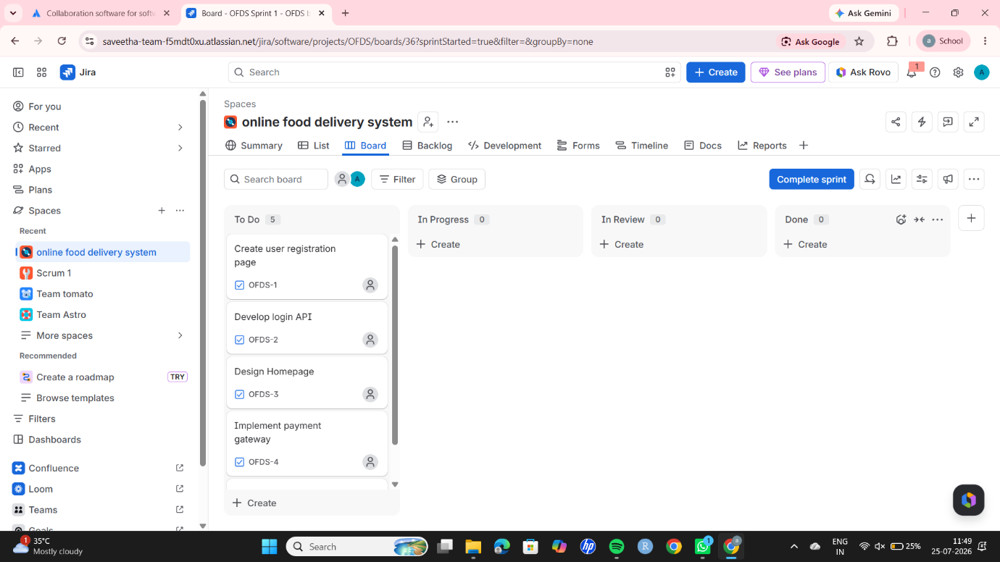 Collaboration software for softw
Board - OFDS Sprint 1 - OFDS b
Ask Gemini
saveetha-team-f5mdt0xu.atlassian.net/jira/software/projects/OFDS/boards/36?sprintStarted=true&filter=&groupBy=none
Ask Google
a
School
Jira
Search
Create
See plans
Ask Rovo
1
A
For you
Recent
Starred
Apps
Plans
Spaces
Recent
online food delivery system
Scrum 1
Team tomato
Team Astro
More spaces
Recommended
Create a roadmap
TRY
Browse templates
Filters
Dashboards
Confluence
Loom
Teams
Goals
Spaces
online food delivery system
Summary
List
Board
Backlog
Development
Forms
Timeline
Docs
Reports
Search board
A
Filter
Group
Complete sprint
To Do 5
Create user registration
page
OFDS-1
Develop login API
OFDS-2
Design Homepage
OFDS-3
Implement payment
gateway
OFDS-4
Create
In Progress 0
Create
In Review 0
Create
Done 0
Create
1
35°C
Mostly cloudy
Search
hp
R
1
a
ENG
IN
25%
11:49
25-07-2026